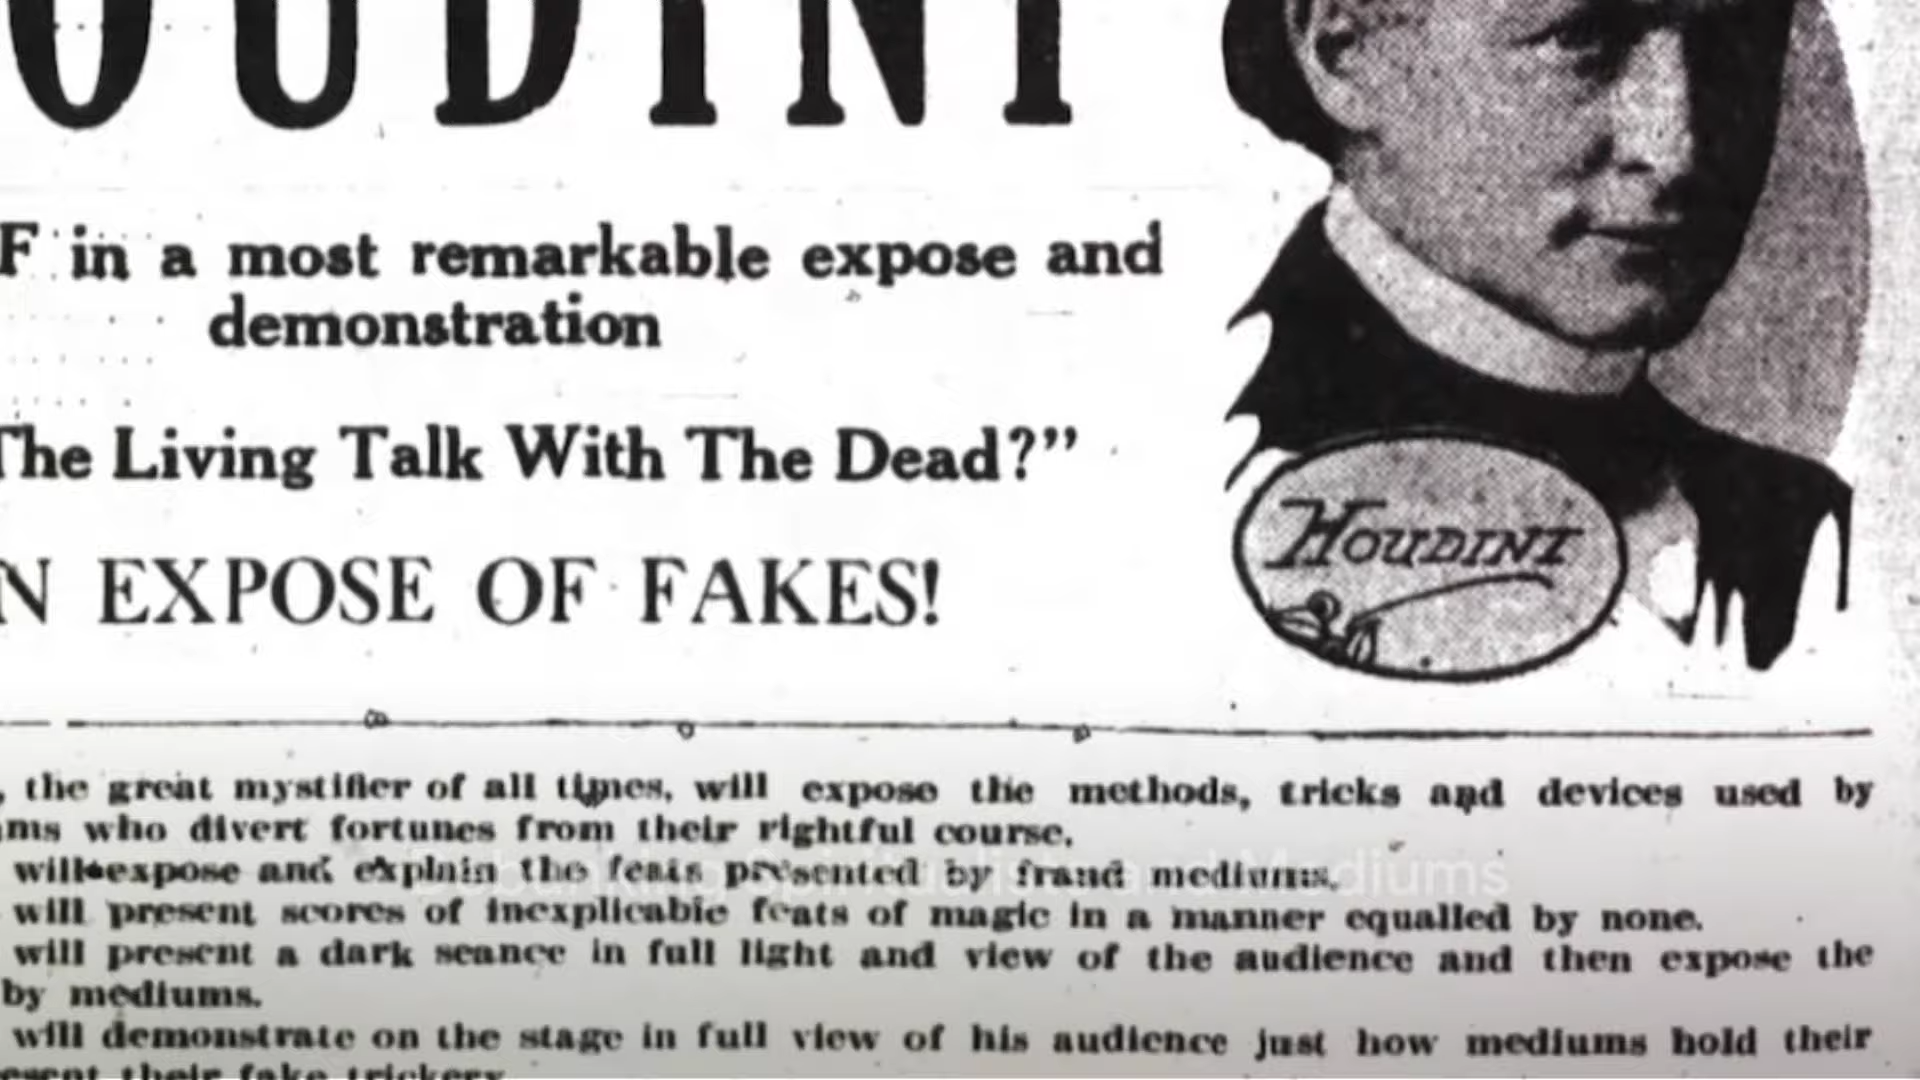 OUDINI
F in a most remarkable expose and
demonstration
The Living Talk With The Dead?”
N EXPOSE OF FAKES!
HOUDINI
, the great mystifier of all times, will expose the methods, tricks and devices used by
ms who divert fortunes from their rightful course.
will expose and explain the feats presented by fraud mediums.
will present scores of inexplicable feats of magic in a manner equalled by none.
will present a dark seance in full light and view of the audience and then expose the
by mediums.
will demonstrate on the stage in full view of his audience just how mediums hold their
esent their fake trickery
Mediums